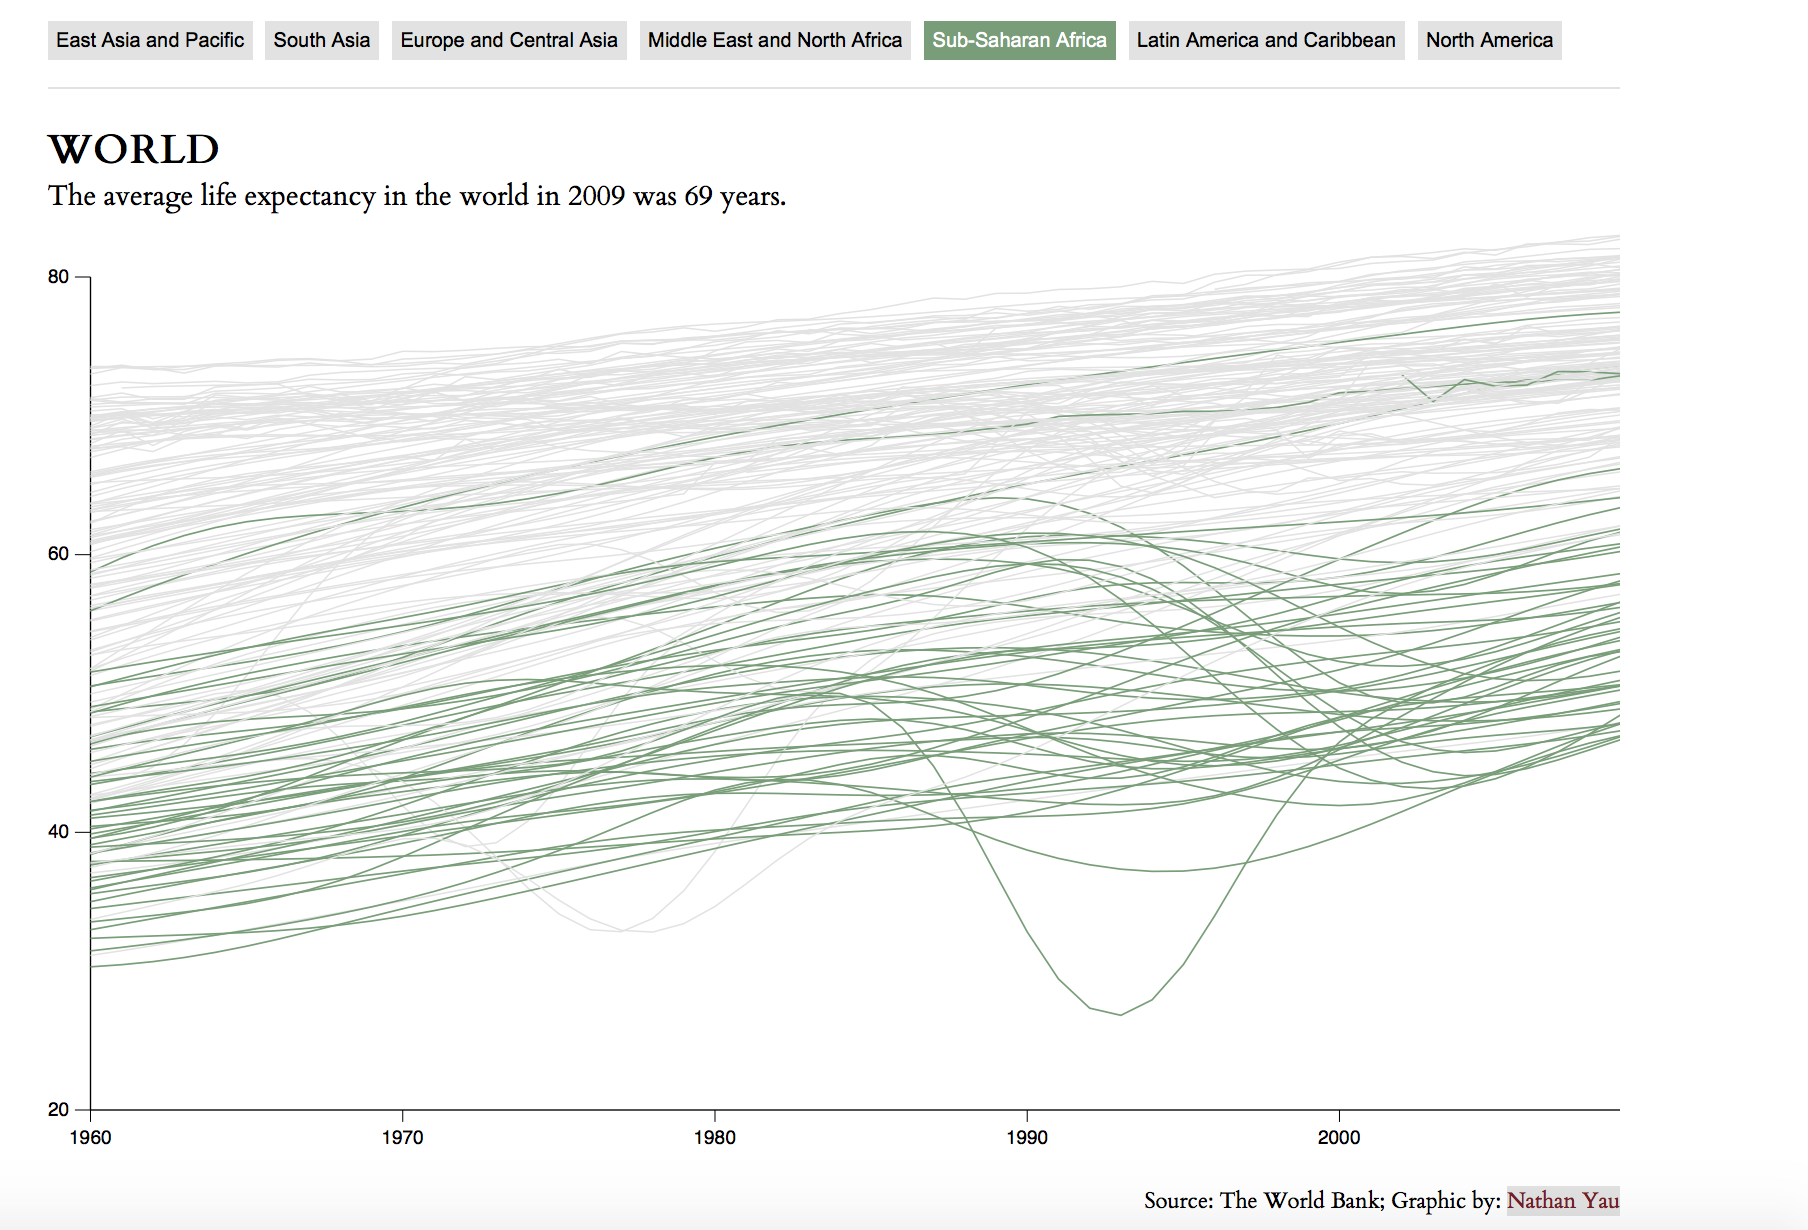 East Asia and Pacific South Asia Europe and Central Asia Middle East and North Africa Sub-Saharan Africa Latin America and Caribbean North America
WORLD
The average life expectancy in the world in 2009 was 69 years.
80
60
40
20
1960 1970 1980 1990 2000
Source: The World Bank; Graphic by: Nathan Yau